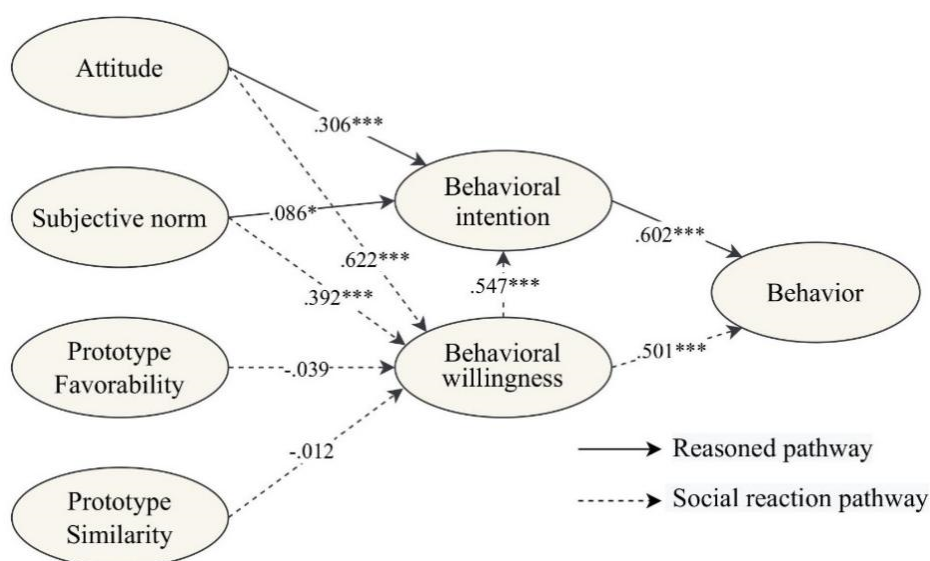 Attitude
.306***
Behavioral
intention
Subjective norm
.086*
.602***
.622***
.392***
.547***
Behavior
Prototype
Favorability
-.039
Behavioral
willingness
.501***
-.012
Reasoned pathway
Prototype
Similarity
Social reaction pathway